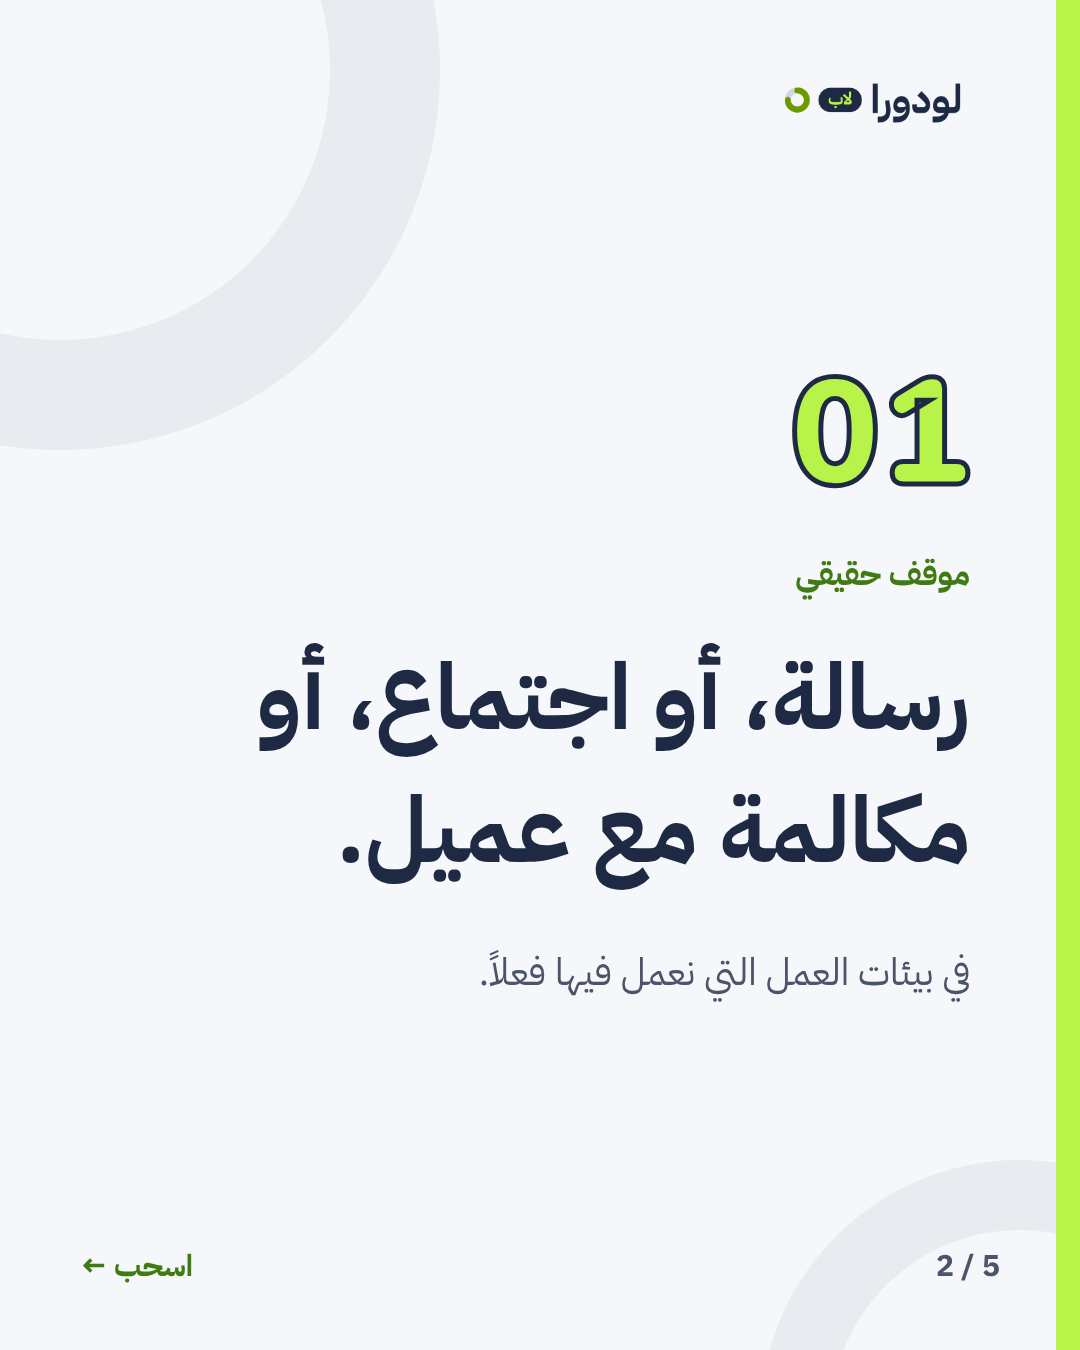 لودورا لاب
01
موقف حقيقي
رسالة، أو اجتماع، أو
مكالمة مع عميل.
في بيئات العمل التي نعمل فيها فعلاً.
2 / 5
اسحب ←